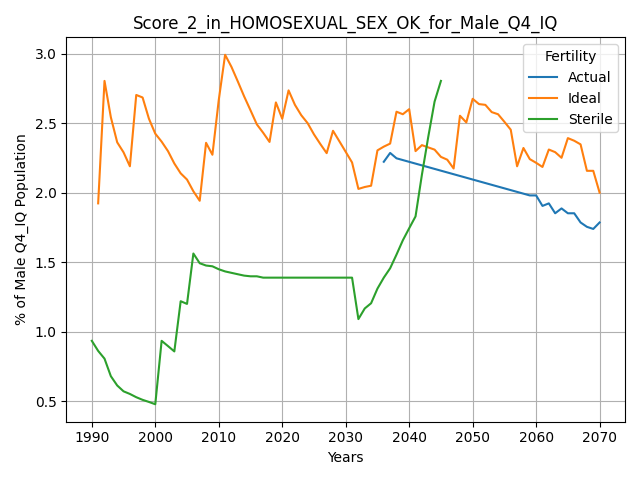 Score_2_in_HOMOSEXUAL_SEX_OK_for_Male_Q4_IQ
Fertility
Actual
Ideal
Sterile
% of Male Q4_IQ Population
3.0
2.5
2.0
1.5
1.0
0.5
1990 2000 2010 2020 2030 2040 2050 2060 2070
Years